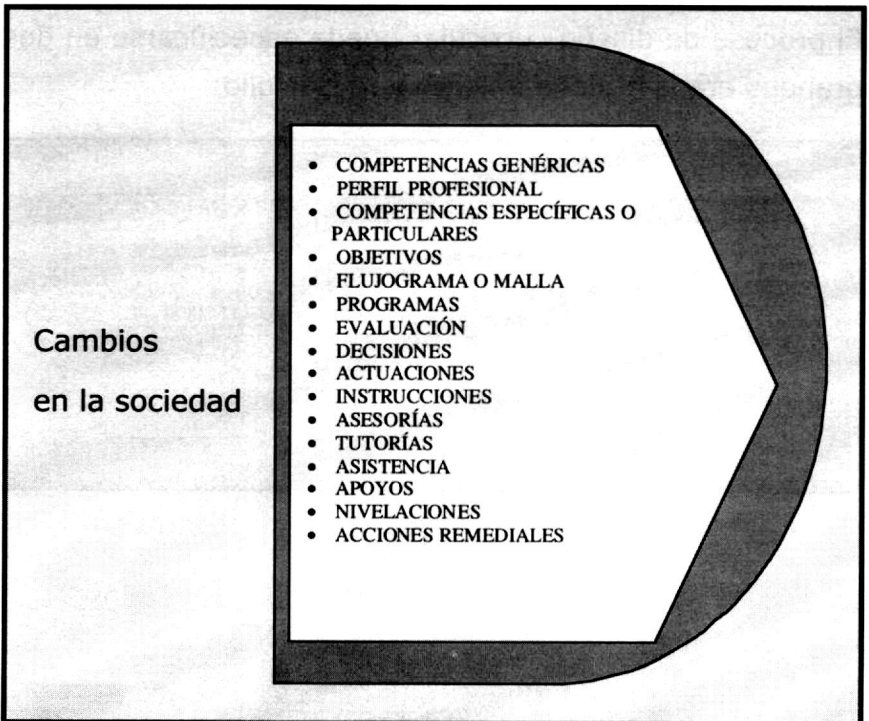 Cambios
en la sociedad
• COMPETENCIAS GENÉRICAS
• PERFIL PROFESIONAL
• COMPETENCIAS ESPECÍFICAS O
PARTICULARES
• OBJETIVOS
• FLUJOGRAMA O MALLA
• PROGRAMAS
• EVALUACIÓN
• DECISIONES
• ACTUACIONES
• INSTRUCCIONES
• ASESORÍAS
• TUTORÍAS
• ASISTENCIA
• APOYOS
• NIVELACIONES
• ACCIONES REMEDIALES